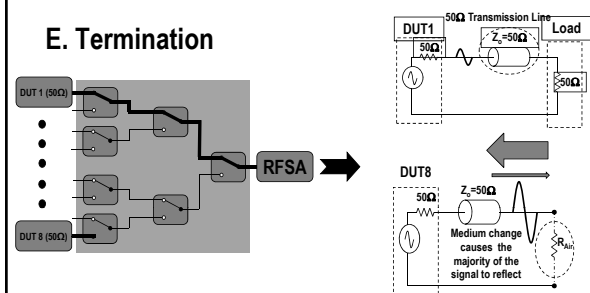 E. Termination
DUT 1 (50Ω)
DUT 8 (50Ω)
RFSA
50Ω Transmission Line
DUT1
Z₀=50Ω
Load
50Ω
50Ω
DUT8
50Ω
Z₀=50Ω
Medium change
causes the
majority of the
signal to reflect
R_Air